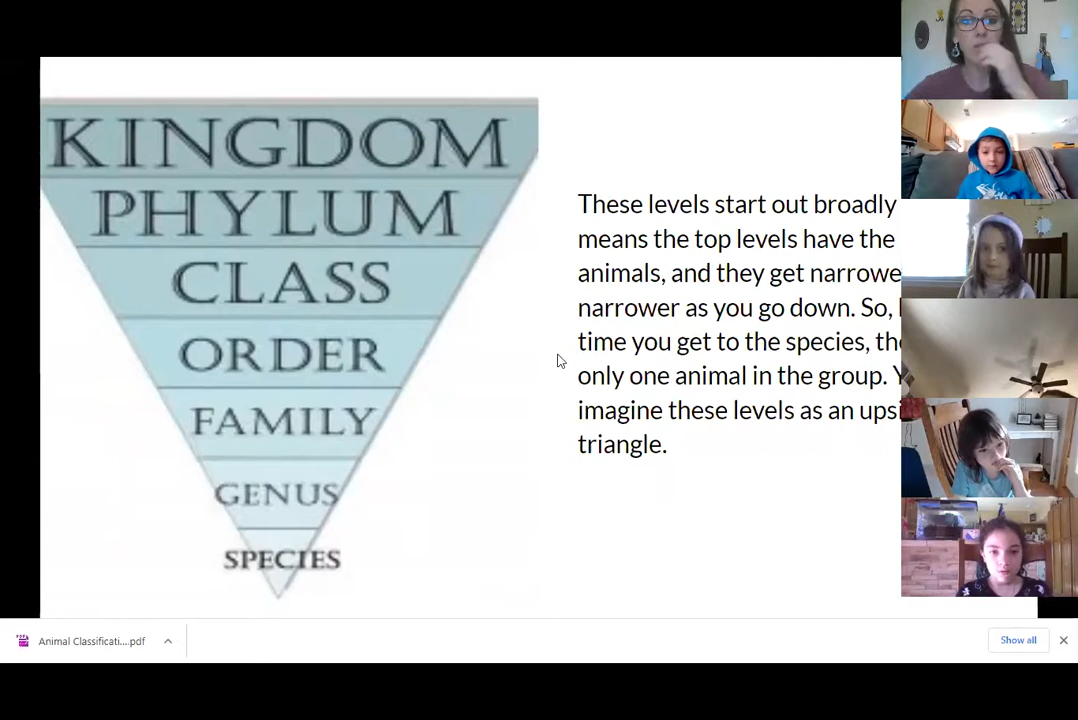 KINGDOM
PHYLUM
CLASS
ORDER
FAMILY
GENUS
SPECIES
These levels start out broadly
means the top levels have the
animals, and they get narrowe
narrower as you go down. So,
time you get to the species, the
only one animal in the group.
imagine these levels as an upsi
triangle.
Animal Classificati....pdf
Show all